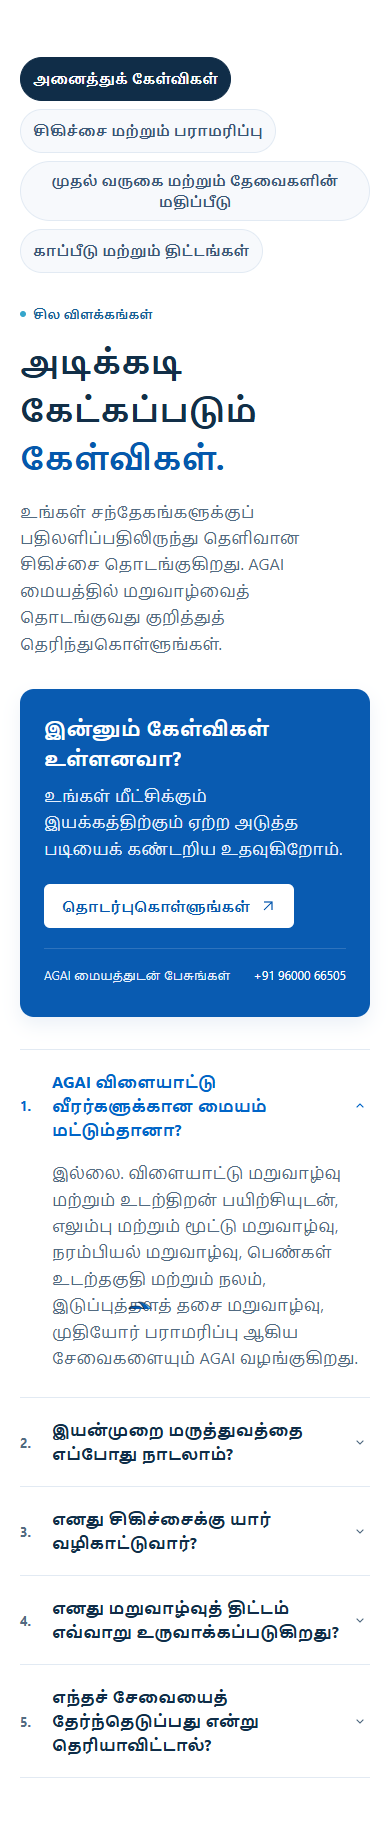 அனைத்துக் கேள்விகள்
சிகிச்சை மற்றும் பராமரிப்பு
முதல் வருகை மற்றும் தேவைகளின்
மதிப்பீடு
காப்பீடு மற்றும் திட்டங்கள்
சில விளக்கங்கள்
அடிக்கடி
கேட்கப்படும்
கேள்விகள்.
உங்கள் சந்தேகங்களுக்குப்
பதிலளிப்பதிலிருந்து தெளிவான
சிகிச்சை தொடங்குகிறது. AGAI
மையத்தில் மறுவாழ்வைத்
தொடங்குவது குறித்துத்
தெரிந்துகொள்ளுங்கள்.
இன்னும் கேள்விகள்
உள்ளனவா?
உங்கள் மீட்சிக்கும்
இயக்கத்திற்கும் ஏற்ற அடுத்த
படியைக் கண்டறிய உதவுகிறோம்.
தொடர்புகொள்ளுங்கள்
AGAI மையத்துடன் பேசுங்கள் +91 96000 66505
1. AGAI விளையாட்டு
வீரர்களுக்கான மையம்
மட்டும்தானா?
இல்லை. விளையாட்டு மறுவாழ்வு
மற்றும் உடற்திறன் பயிற்சியுடன்,
எலும்பு மற்றும் மூட்டு மறுவாழ்வு,
நரம்பியல் மறுவாழ்வு, பெண்கள்
உடற்தகுதி மற்றும் நலம்,
இடுப்புத்தளத் தசை மறுவாழ்வு,
முதியோர் பராமரிப்பு ஆகிய
சேவைகளையும் AGAI வழங்குகிறது.
2. இயன்முறை மருத்துவத்தை
எப்போது நாடலாம்?
3. எனது சிகிச்சைக்கு யார்
வழிகாட்டுவார்?
4. எனது மறுவாழ்வுத் திட்டம்
எவ்வாறு உருவாக்கப்படுகிறது?
5. எந்தச் சேவையைத்
தேர்ந்தெடுப்பது என்று
தெரியாவிட்டால்?